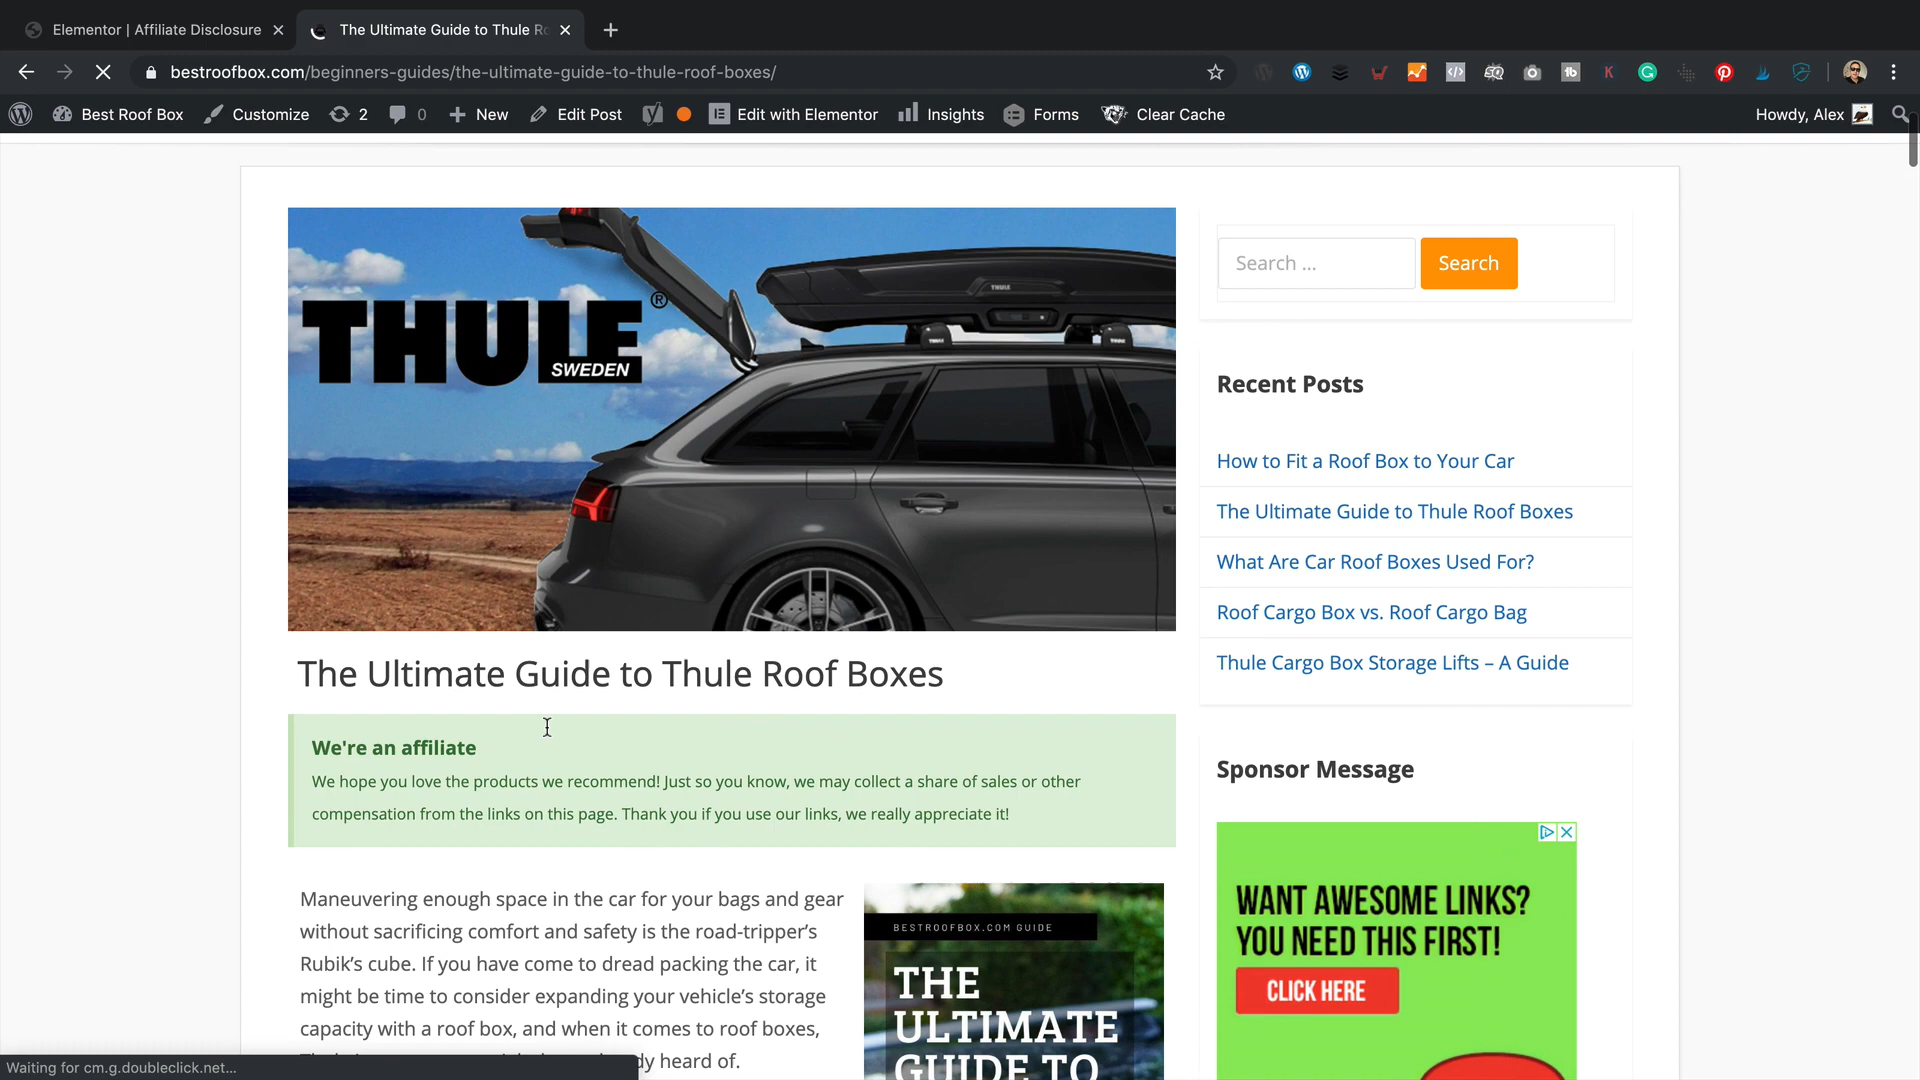 Elementor | Affiliate Disclosure
The Ultimate Guide to Thule Ro
bestroofbox.com/beginners-guides/the-ultimate-guide-to-thule-roof-boxes/
Best Roof Box
Customize
2
0
New
Edit Post
Edit with Elementor
Insights
Forms
Clear Cache
Howdy, Alex
THULE®
SWEDEN
THULE
Search ...
Search
Recent Posts
How to Fit a Roof Box to Your Car
The Ultimate Guide to Thule Roof Boxes
What Are Car Roof Boxes Used For?
Roof Cargo Box vs. Roof Cargo Bag
Thule Cargo Box Storage Lifts – A Guide
The Ultimate Guide to Thule Roof Boxes
We're an affiliate
We hope you love the products we recommend! Just so you know, we may collect a share of sales or other
compensation from the links on this page. Thank you if you use our links, we really appreciate it!
Sponsor Message
WANT AWESOME LINKS?
YOU NEED THIS FIRST!
CLICK HERE
Maneuvering enough space in the car for your bags and gear
without sacrificing comfort and safety is the road-tripper's
Rubik's cube. If you have come to dread packing the car, it
might be time to consider expanding your vehicle's storage
capacity with a roof box, and when it comes to roof boxes,
dy heard of.
BESTROOFBOX.COM GUIDE
THE
ULTIMATE
GUIDE TO
Waiting for cm.g.doubleclick.net...